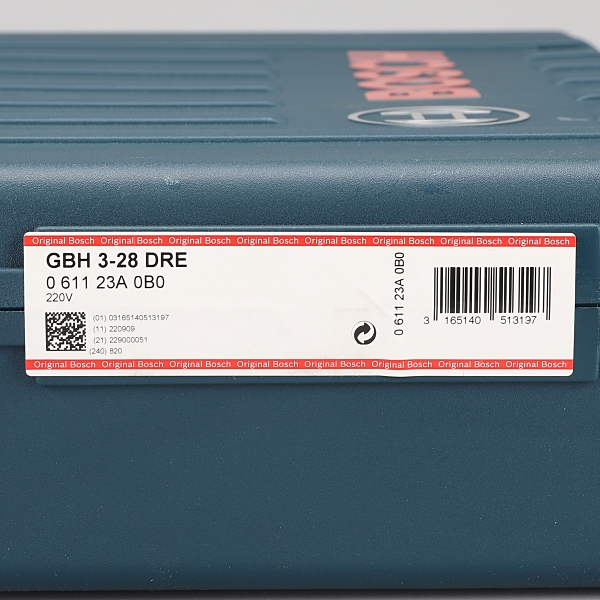 BOSCH
Original Bosch Original Bosch Original Bosch Original Bosch Original Bosch Original Bosch Original Bosch Original Bosch
GBH 3-28 DRE
0 611 23A 0B0
220V
(01) 03165140513197
(11) 220909
(21) 229000051
(240) 820
0 611 23A 0B0
3 165140 513197
Original Bosch Original Bosch Original Bosch Original Bosch Original Bosch Original Bosch Original Bosch Original Bosch